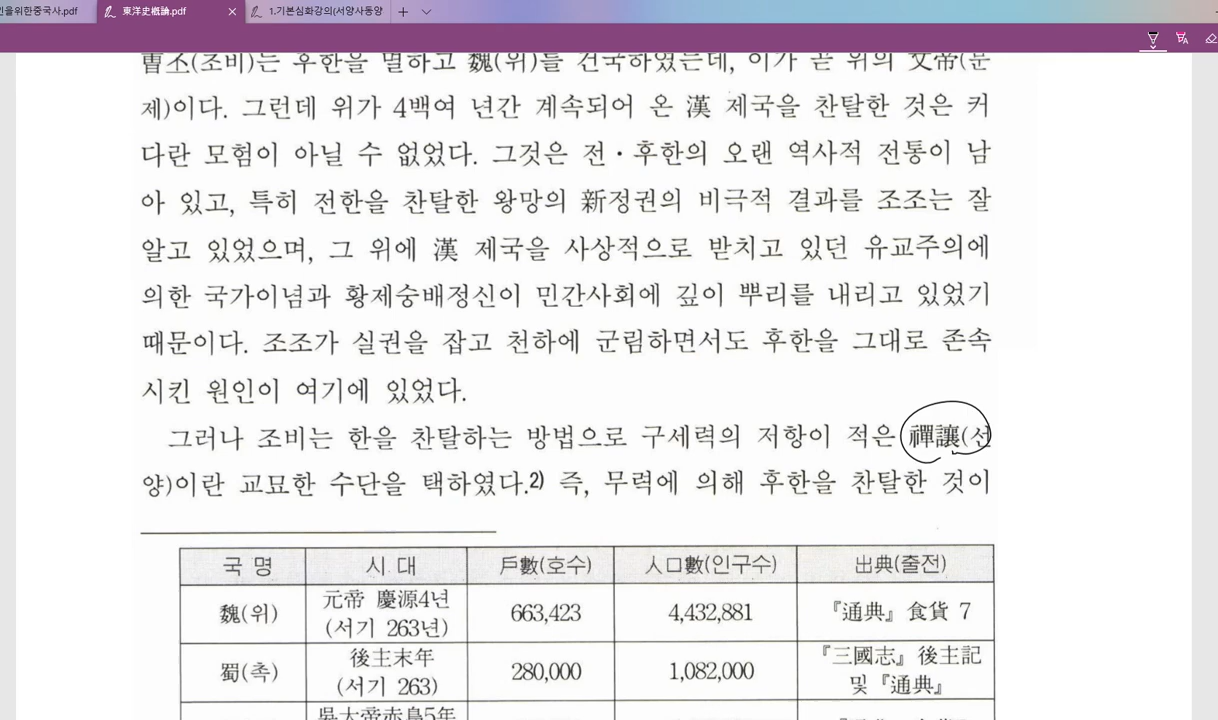 인을위한중국사.pdf
東洋史槪論.pdf
1.기본심화강의(서양사동양
曹丕(조비)는 후한을 멸하고 魏(위)를 건국하였는데, 이가 곧 위의 文帝(문
제)이다. 그런데 위가 4백여 년간 계속되어 온 漢 제국을 찬탈한 것은 커
다란 모험이 아닐 수 없었다. 그것은 전·후한의 오랜 역사적 전통이 남
아 있고, 특히 전한을 찬탈한 왕망의 新정권의 비극적 결과를 조조는 잘
알고 있었으며, 그 위에 漢 제국을 사상적으로 받치고 있던 유교주의에
의한 국가이념과 황제숭배정신이 민간사회에 깊이 뿌리를 내리고 있었기
때문이다. 조조가 실권을 잡고 천하에 군림하면서도 후한을 그대로 존속
시킨 원인이 여기에 있었다.
그러나 조비는 한을 찬탈하는 방법으로 구세력의 저항이 적은 禪讓(선
양)이란 교묘한 수단을 택하였다.2) 즉, 무력에 의해 후한을 찬탈한 것이
국 명 시 대 戶數(호수) 人口數(인구수) 出典(출전)
魏(위) 元帝 慶源4년 (서기 263년) 663,423 4,432,881 『通典』 食貨 7
蜀(촉) 後主末年 (서기 263) 280,000 1,082,000 『三國志』 後主記 및 『通典』
吳大帝赤烏5年